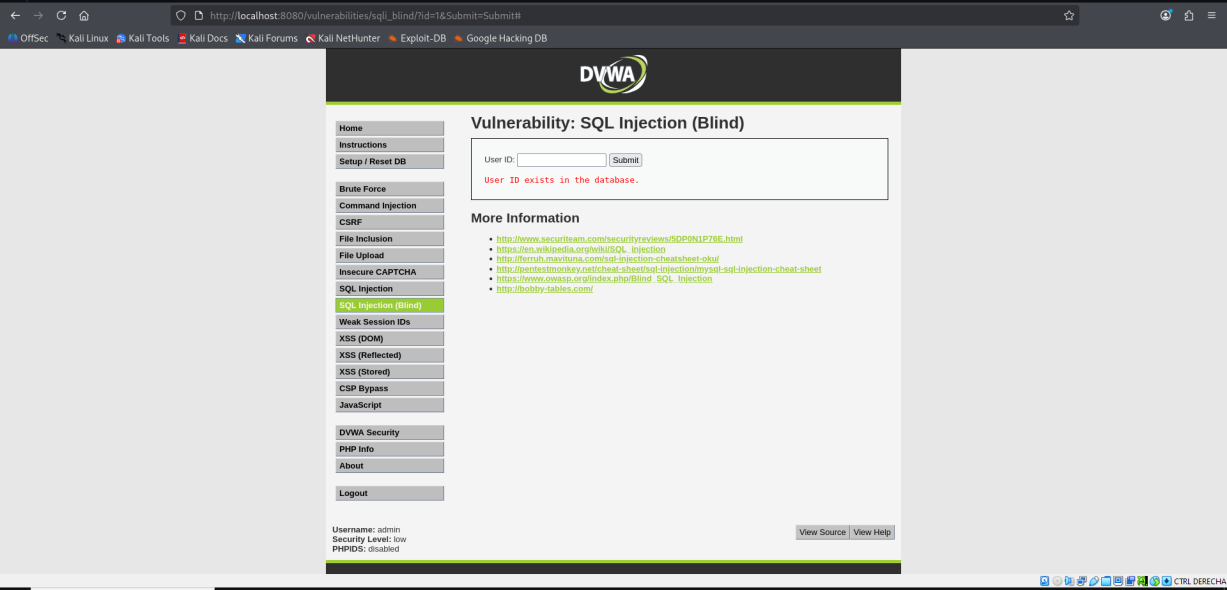 http://localhost:8080/vulnerabilities/sqli_blind/?id=1&Submit=Submit#
OffSec Kali Linux Kali Tools Kali Docs Kali Forums Kali NetHunter Exploit-DB Google Hacking DB
DVWA
Home
Instructions
Setup / Reset DB
Brute Force
Command Injection
CSRF
File Inclusion
File Upload
Insecure CAPTCHA
SQL Injection
SQL Injection (Blind)
Weak Session IDs
XSS (DOM)
XSS (Reflected)
XSS (Stored)
CSP Bypass
JavaScript
DVWA Security
PHP Info
About
Logout
Vulnerability: SQL Injection (Blind)
User ID: Submit
User ID exists in the database.
More Information
http://www.securiteam.com/securityreviews/5DP0N1P76E.html
https://en.wikipedia.org/wiki/SQL_injection
http://ferruh.mavituna.com/sql-injection-cheatsheet-oku/
http://pentestmonkey.net/cheat-sheet/sql-injection/mysql-sql-injection-cheat-sheet
https://www.owasp.org/index.php/Blind_SQL_Injection
http://bobby-tables.com/
Username: admin
Security Level: low
PHPIDS: disabled
View Source View Help
CTRL DERECHA